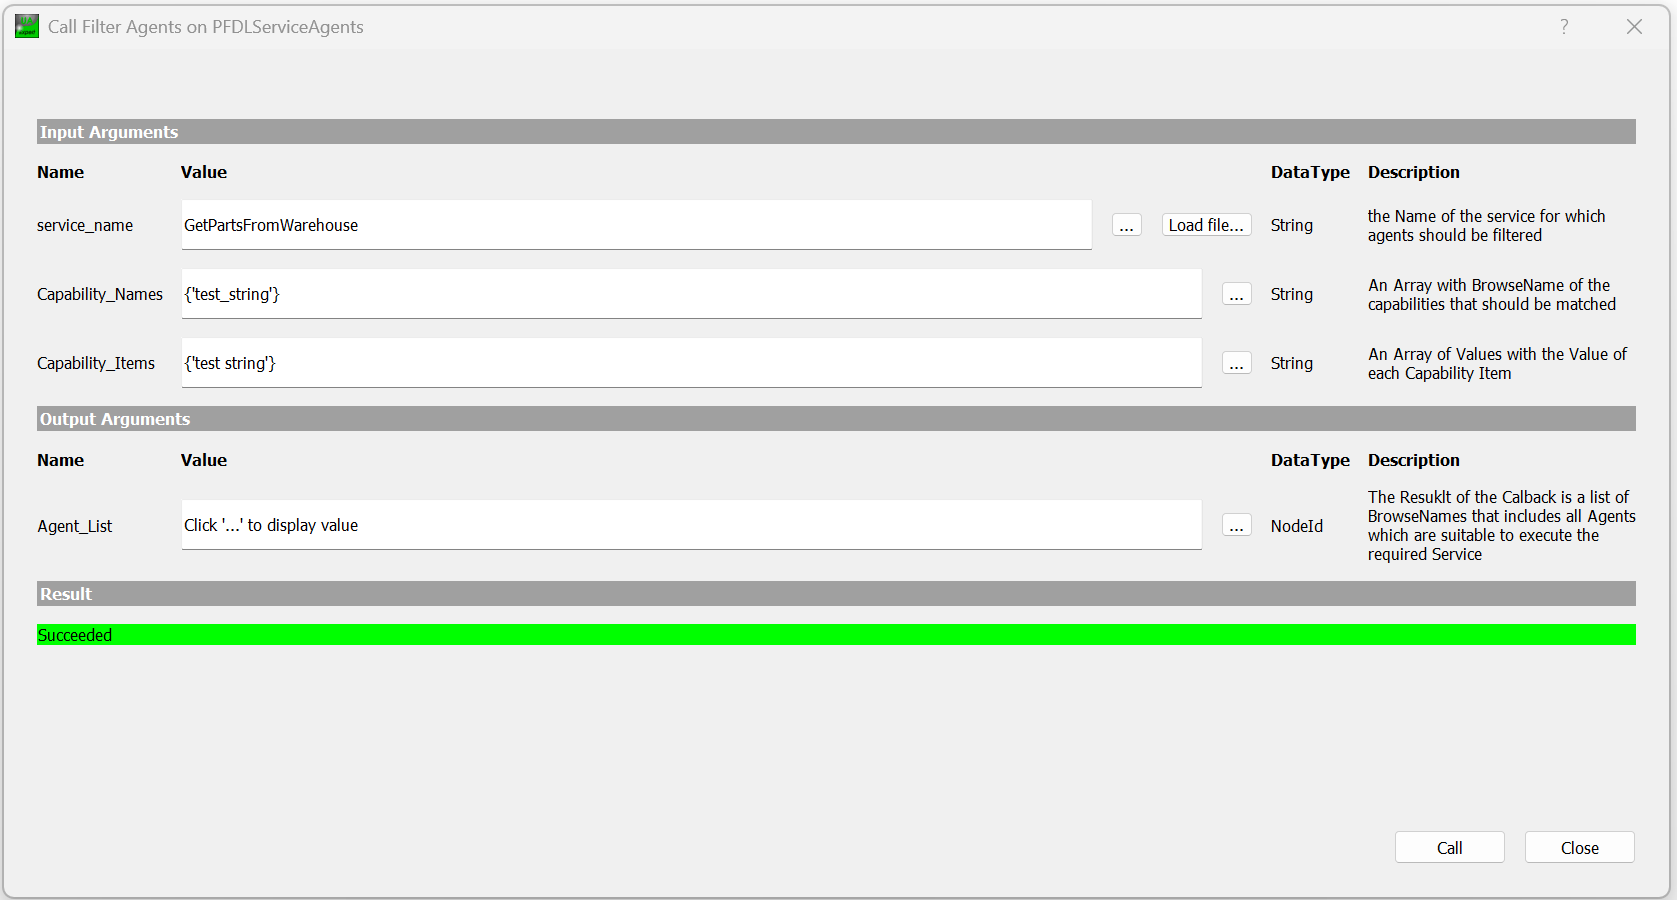 Call Filter Agents on PFDLServiceAgents
?
Input Arguments
Name Value DataType Description
service_name GetPartsFromWarehouse ... Load file... String the Name of the service for which
agents should be filtered
Capability_Names {'test_string'} ... String An Array with BrowseName of the
capabilities that should be matched
Capability_Items {'test string'} ... String An Array of Values with the Value of
each Capability Item
Output Arguments
Name Value DataType Description
Agent_List Click '...' to display value ... NodeId The Resuklt of the Calback is a list of
BrowseNames that includes all Agents
which are suitable to execute the
required Service
Result
Succeeded
Call Close